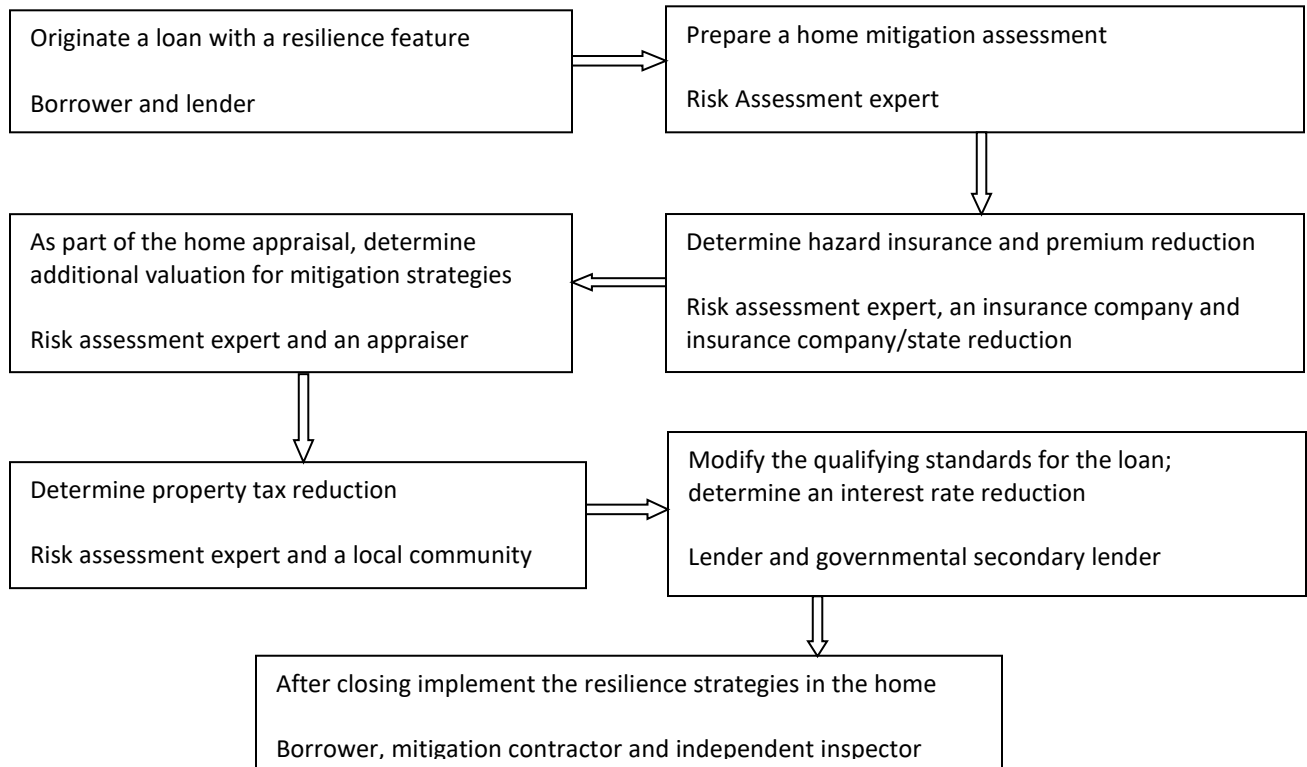 Originate a loan with a resilience feature
Borrower and lender
Prepare a home mitigation assessment
Risk Assessment expert
Determine hazard insurance and premium reduction
Risk assessment expert, an insurance company and
insurance company/state reduction
As part of the home appraisal, determine
additional valuation for mitigation strategies
Risk assessment expert and an appraiser
Determine property tax reduction
Risk assessment expert and a local community
Modify the qualifying standards for the loan;
determine an interest rate reduction
Lender and governmental secondary lender
After closing implement the resilience strategies in the home
Borrower, mitigation contractor and independent inspector